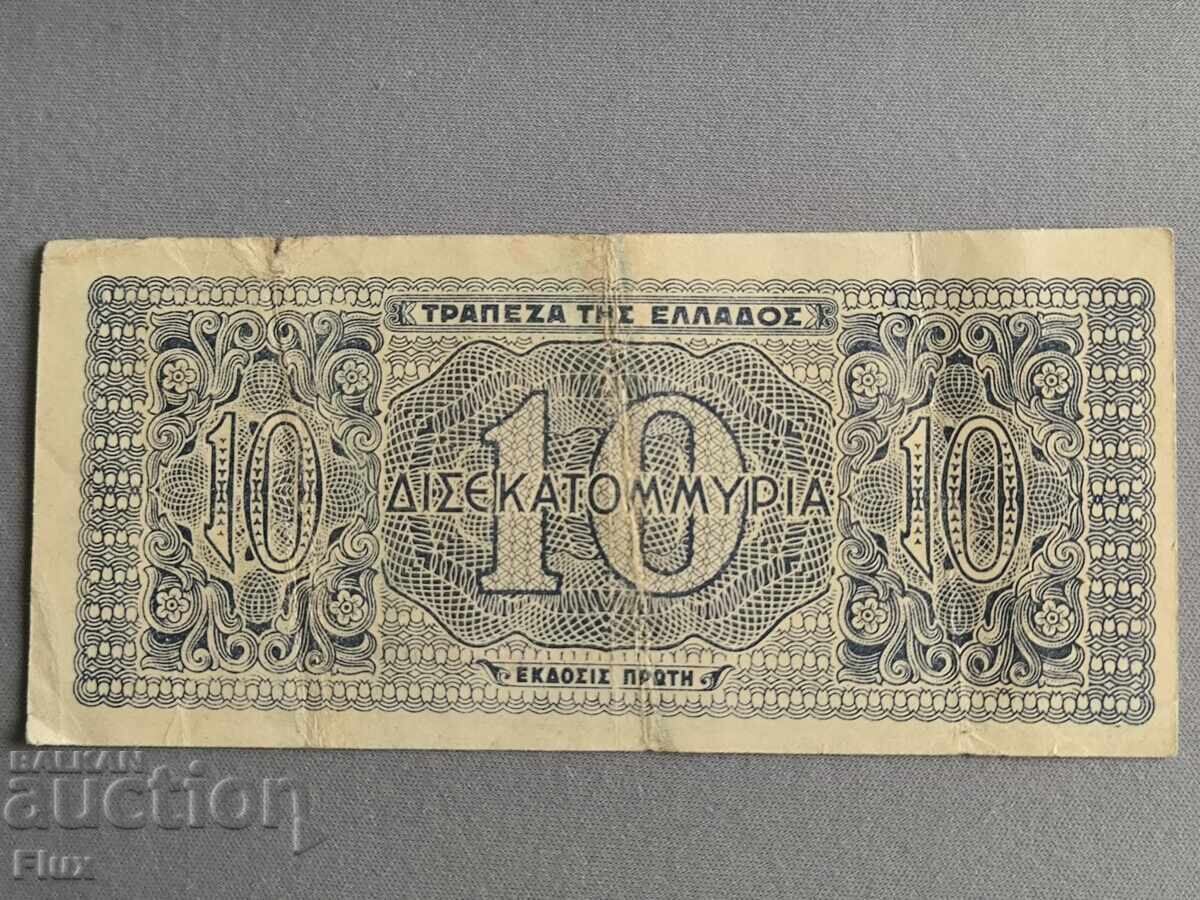 ΤΡΑΠΕΖΑ ΤΗΣ ΕΛΛΑΔΟΣ
10 10 10
ΔΙΣΕΚΑΤΟΜΜΥΡΙΑ
ΕΚΔΟΣΙΣ ΠΡΩΤΗ
BALKAN
auction
Flux